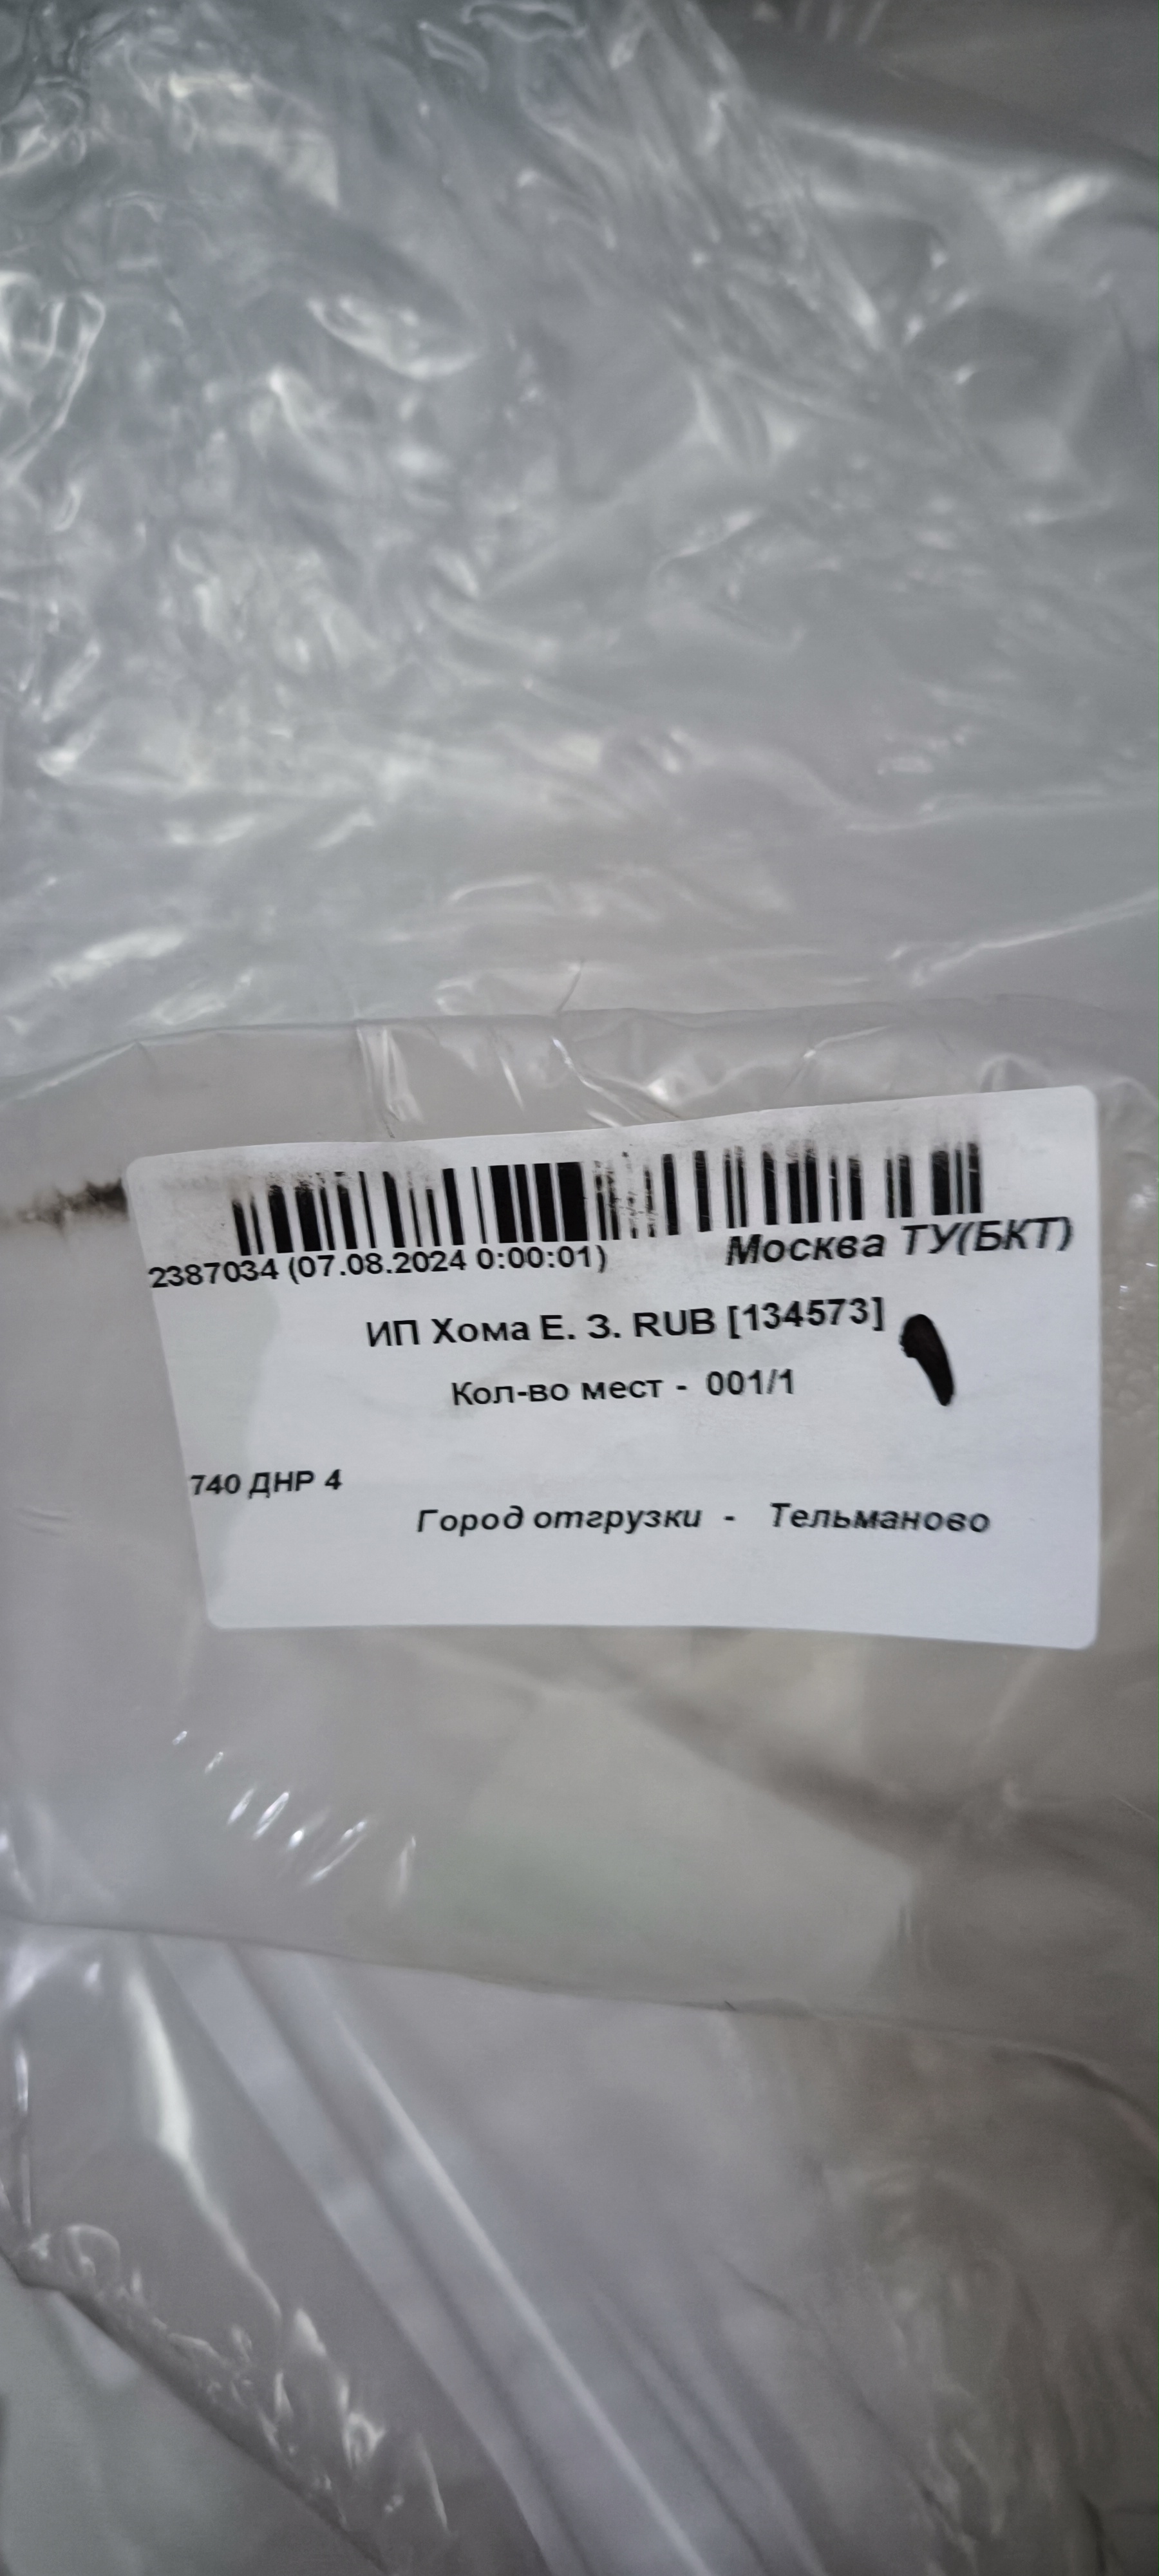 2387034 (07.08.2024 0:00:01) Москва ТУ(БКТ)
ИП Хома Е. З. RUB [134573]
Кол-во мест - 001/1
740 ДНР 4
Город отгрузки - Тельманово